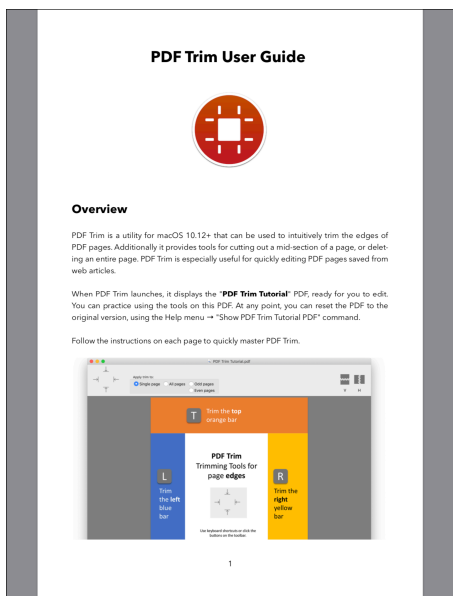 PDF Trim User Guide
Overview
PDF Trim is a utility for macOS 10.12+ that can be used to intuitively trim the edges of
PDF pages. Additionally it provides tools for cutting out a mid-section of a page, or delet-
ing an entire page. PDF Trim is especially useful for quickly editing PDF pages saved from
web articles.
When PDF Trim launches, it displays the "PDF Trim Tutorial" PDF, ready for you to edit.
You can practice using the tools on this PDF. At any point, you can reset the PDF to the
original version, using the Help menu → "Show PDF Trim Tutorial PDF" command.
Follow the instructions on each page to quickly master PDF Trim.
PDF Trim Tutorial.pdf
Apply Trim to:
Single page All pages Odd pages
Even pages
V H
T
Trim the top
orange bar
PDF Trim
Trimming Tools for
page edges
L
Trim
the left
blue
bar
R
Trim the
right
yellow
bar
Use keyboard shortcuts or click the
buttons on the toolbar.
1